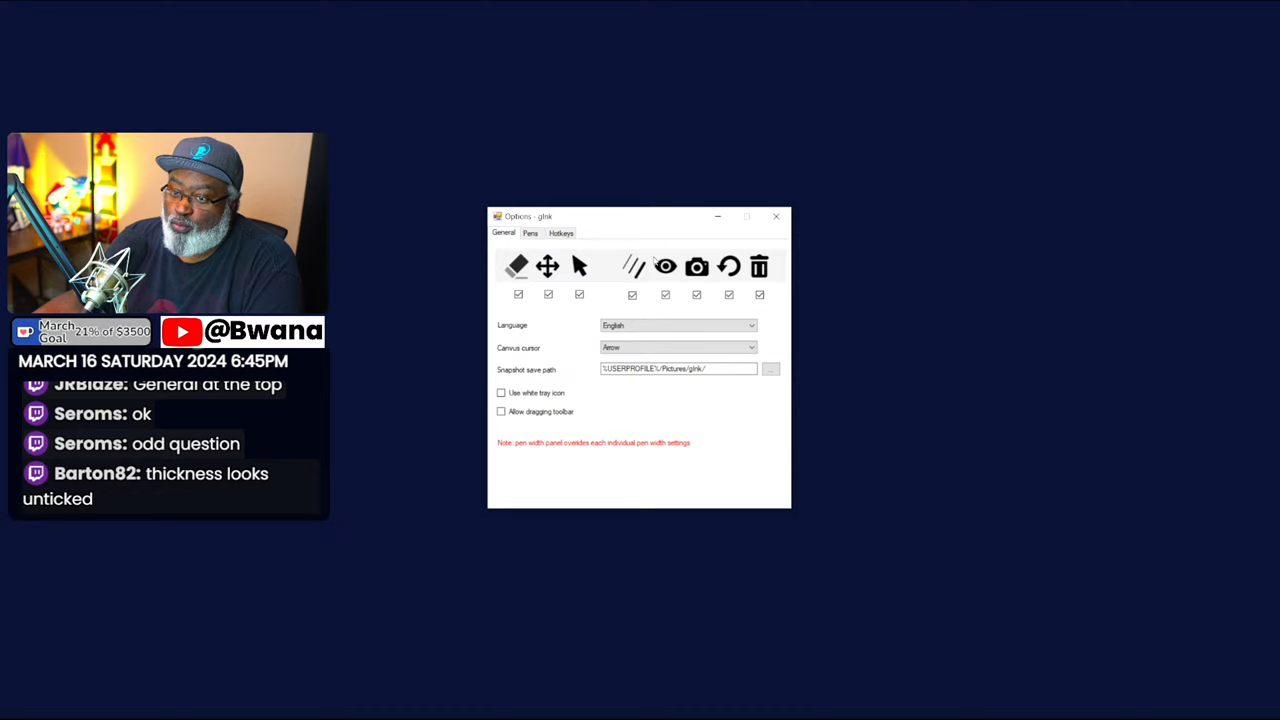 Options - gInk
General Pens Hotkeys
Language English
Canvus cursor Arrow
Snapshot save path %USERPROFILE%/Pictures/gInk/
...
Use white tray icon
Allow dragging toolbar
Note: pen width panel overides each individual pen width settings
March
Goal
21% of $3500
@Bwana
MARCH 16 SATURDAY 2024 6:45PM
JRBlaze: General at the top
Seroms: ok
Seroms: odd question
Barton82: thickness looks
unticked